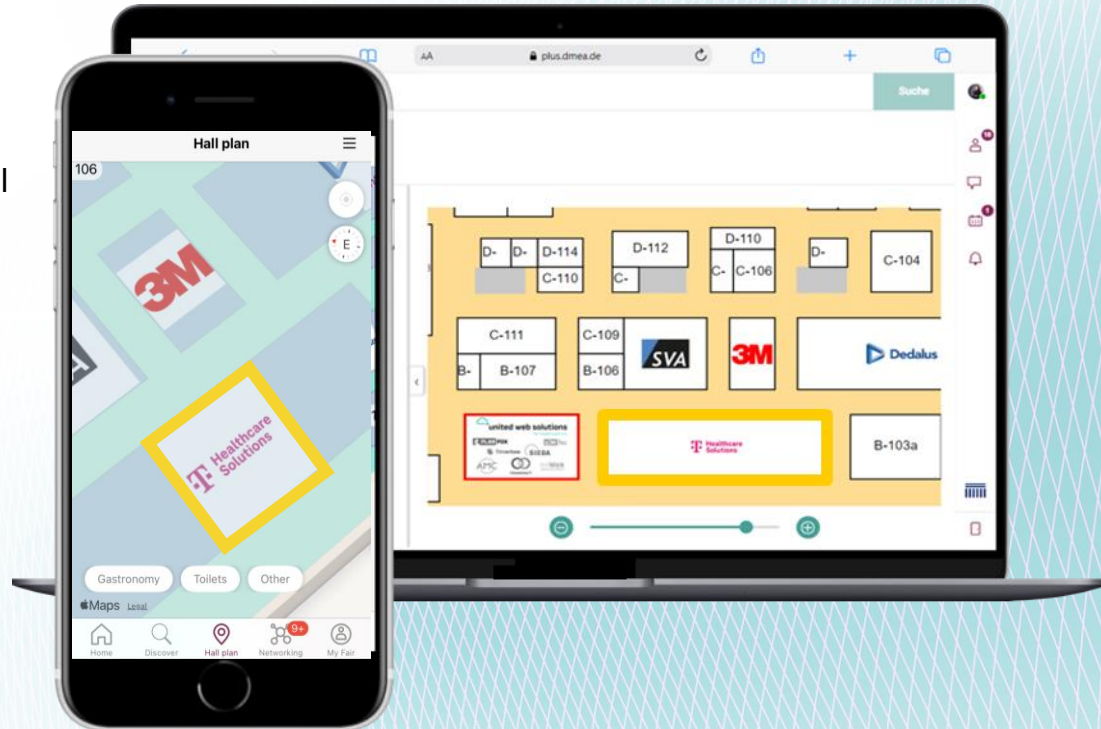 l
Hall plan
106
E
3M
Healthcare
Solutions
Gastronomy
Toilets
Other
Maps Legal
Home
Discover
Hall plan
Networking
9+
My Fair
AA
plus.dmea.de
Suche
D-
D-
D-114
C-110
D-112
C-
D-110
C-
C-106
D-
C-104
C-111
B-
B-107
C-109
B-106
SVA
3M
Dedalus
united web solutions
SIEDA
AMC
T Healthcare
Solutions
B-103a